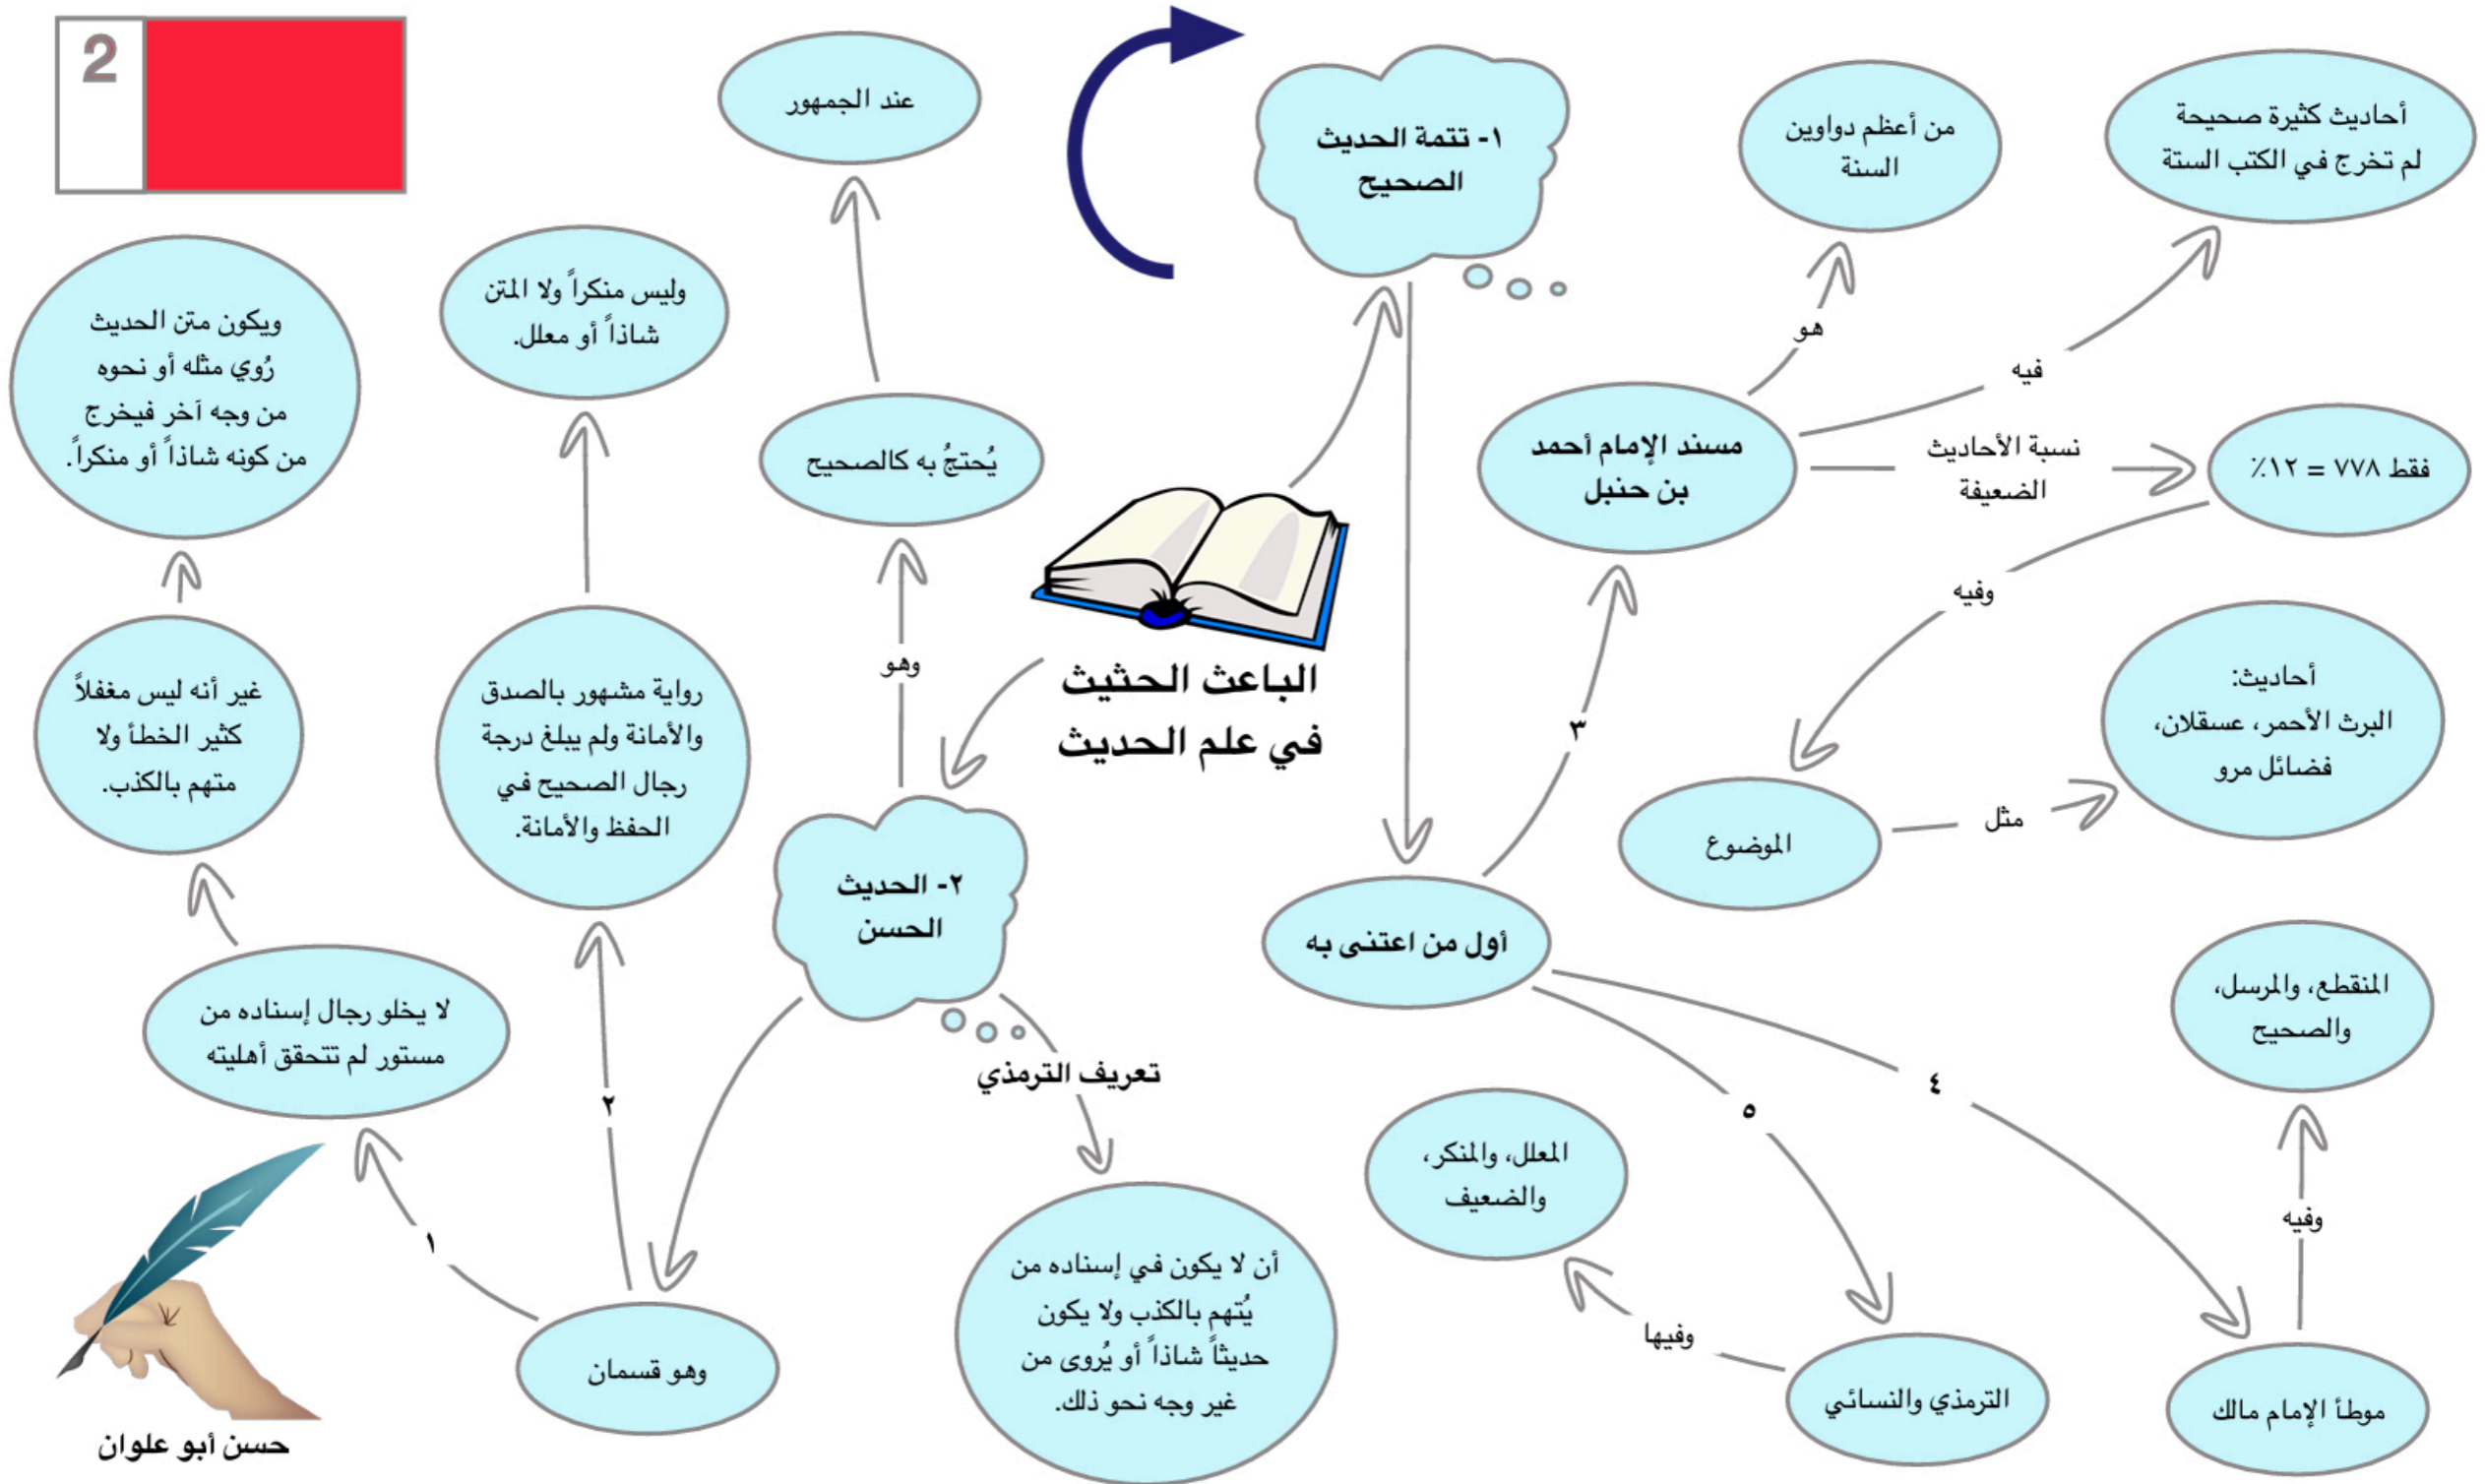 2
١- تتمة الحديث
الصحيح
أول من اعتنى به
٣
مسند الإمام أحمد
بن حنبل
هو
من أعظم دواوين
السنة
فيه
أحاديث كثيرة صحيحة
لم تخرج في الكتب الستة
نسبة الأحاديث
الضعيفة
فقط ٧٧٨ = ١٢٪
وفيه
الموضوع
مثل
أحاديث:
البرث الأحمر، عسقلان،
فضائل مرو
٤
موطأ الإمام مالك
وفيه
المنقطع، والمرسل،
والصحيح
٥
الترمذي والنسائي
وفيها
المعلل، والمنكر،
والضعيف
الباعث الحثيث
في علم الحديث
٢- الحديث
الحسن
وهو
يُحتجُ به كالصحيح
عند الجمهور
تعريف الترمذي
أن لا يكون في إسناده من
يُتهم بالكذب ولا يكون
حديثاً شاذاً أو يُروى من
غير وجه نحو ذلك.
وهو قسمان
١
لا يخلو رجال إسناده من
مستور لم تتحقق أهليته
غير أنه ليس مغفلاً
كثير الخطأ ولا
متهم بالكذب.
ويكون متن الحديث
رُوي مثله أو نحوه
من وجه آخر فيخرج
من كونه شاذاً أو منكراً.
٢
رواية مشهور بالصدق
والأمانة ولم يبلغ درجة
رجال الصحيح في
الحفظ والأمانة.
وليس منكراً ولا المتن
شاذاً أو معلل.
حسن أبو علوان